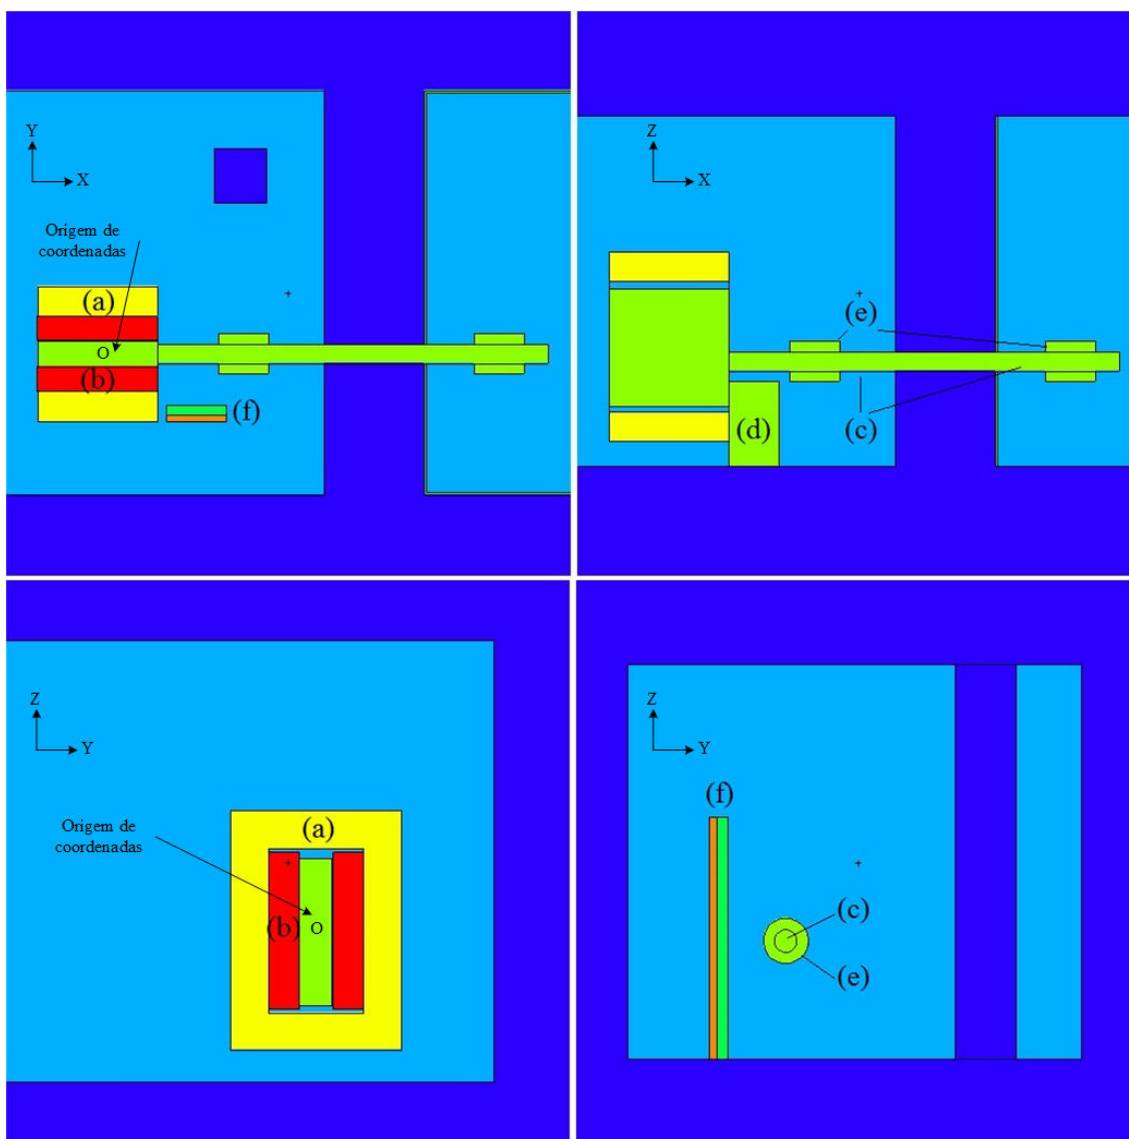 Y
X
Origem de
coordenadas
(a)
O
(b)
(f)
Z
X
(e)
(d)
(c)
Z
Y
Origem de
coordenadas
(a)
(b)
O
Z
Y
(f)
(c)
(e)